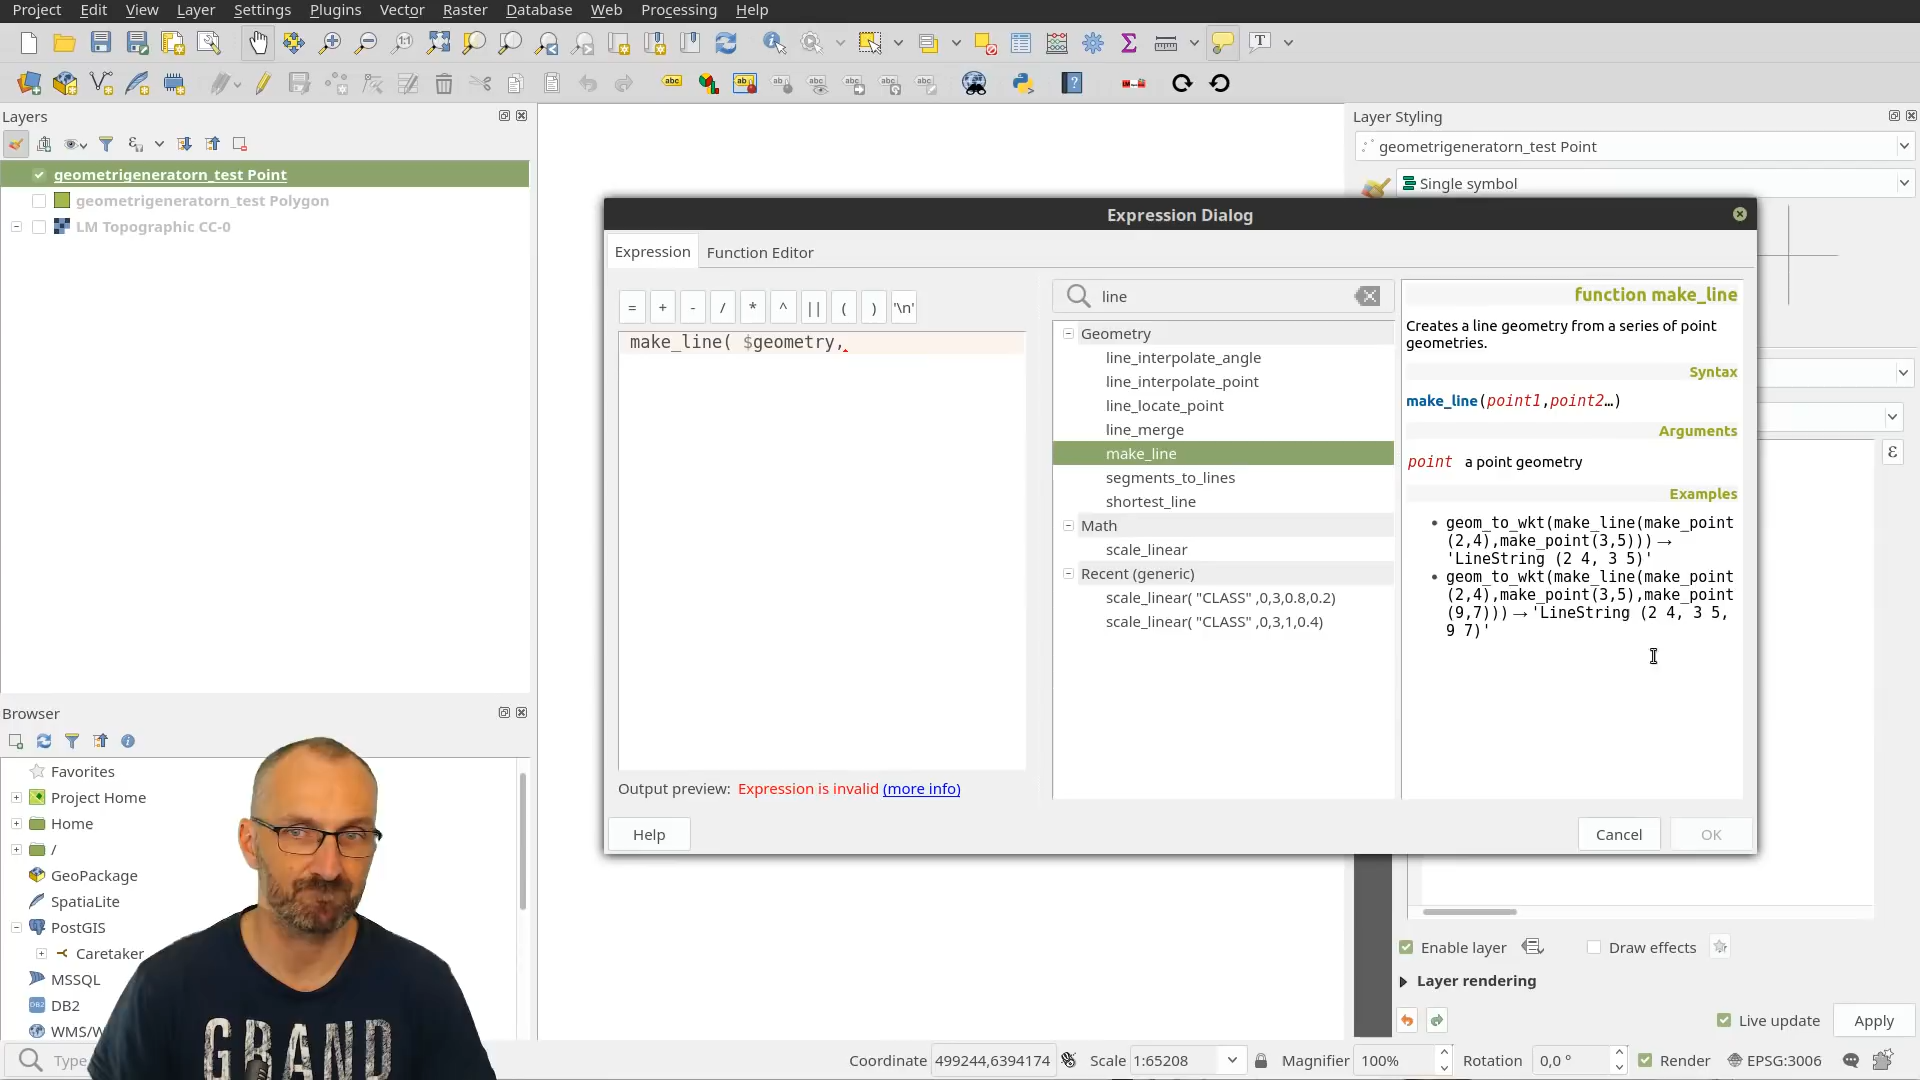 Project Edit View Layer Settings Plugins Vector Raster Database Web Processing Help
Layers
geometrigeneratorn_test Point
geometrigeneratorn_test Polygon
LM Topographic CC-0
Layer Styling
geometrigeneratorn_test Point
Single symbol
Expression Dialog
Expression Function Editor
= + - / * ^ || ( ) '\n'
make_line( $geometry,
Output preview: Expression is invalid (more info)
line
Geometry
line_interpolate_angle
line_interpolate_point
line_locate_point
line_merge
make_line
segments_to_lines
shortest_line
Math
scale_linear
Recent (generic)
scale_linear( "CLASS" ,0,3,0.8,0.2)
scale_linear( "CLASS" ,0,3,1,0.4)
function make_line
Creates a line geometry from a series of point
geometries.
Syntax
make_line(point1,point2…)
Arguments
point a point geometry
Examples
geom_to_wkt(make_line(make_point
(2,4),make_point(3,5))) →
'LineString (2 4, 3 5)'
geom_to_wkt(make_line(make_point
(2,4),make_point(3,5),make_point
(9,7))) → 'LineString (2 4, 3 5,
9 7)'
Help Cancel OK
Browser
Favorites
Project Home
Home
/
GeoPackage
SpatiaLite
PostGIS
Caretaker
MSSQL
DB2
WMS/W
GRAND
Enable layer Draw effects
Layer rendering
Live update Apply
Type
Coordinate 499244,6394174 Scale 1:65208 Magnifier 100% Rotation 0,0 ° Render EPSG:3006